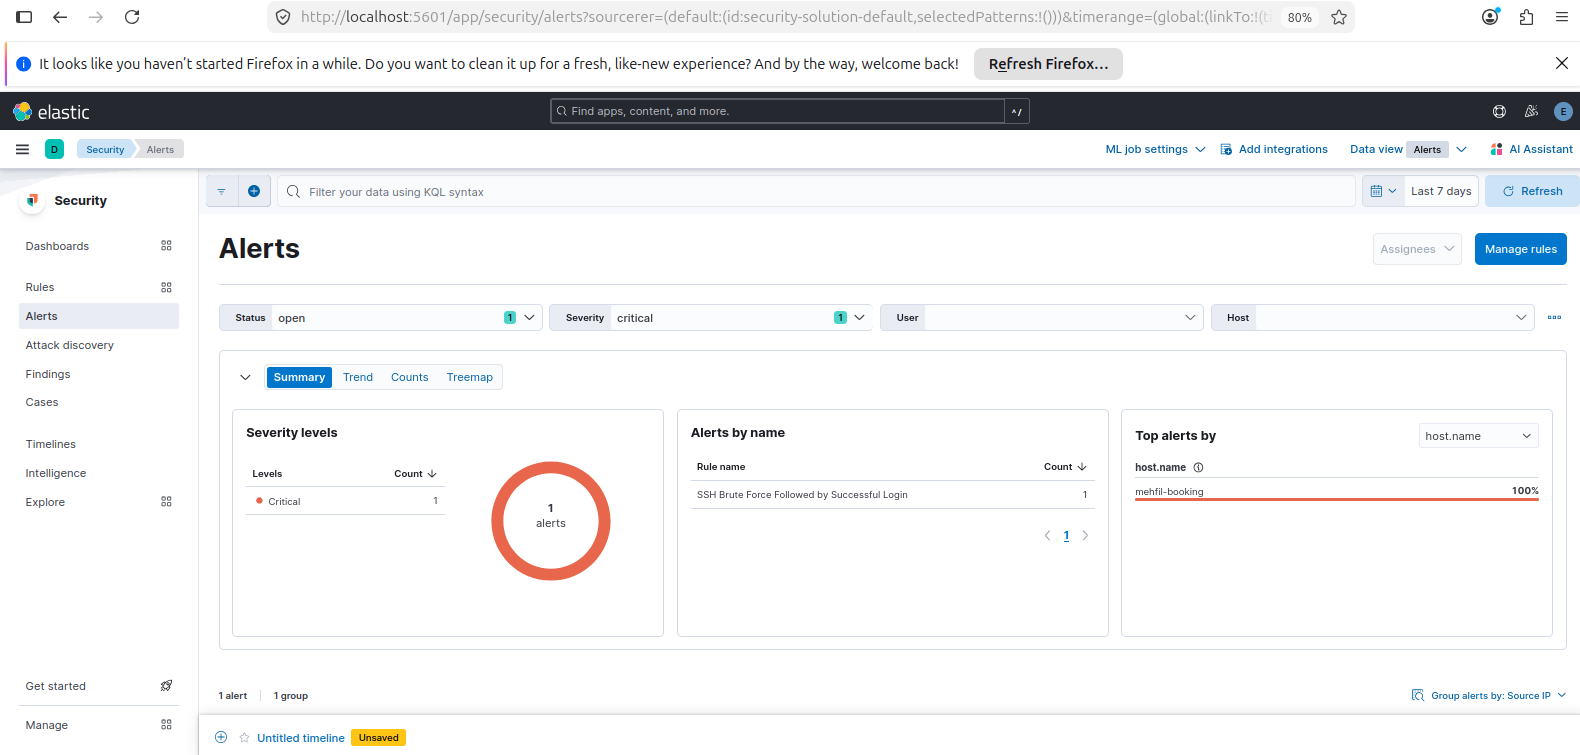 http://localhost:5601/app/security/alerts?sourcerer=(default:(id:security-solution-default,selectedPatterns:!()))&timerange=(global:(linkTo:!(ti
80%
It looks like you haven't started Firefox in a while. Do you want to clean it up for a fresh, like-new experience? And by the way, welcome back!
Refresh Firefox...
elastic
Find apps, content, and more.
^/
E
D
Security
Alerts
ML job settings
Add integrations
Data view
Alerts
AI Assistant
Security
Filter your data using KQL syntax
Last 7 days
Refresh
Dashboards
Rules
Alerts
Attack discovery
Findings
Cases
Timelines
Intelligence
Explore
Get started
Manage
Alerts
Assignees
Manage rules
Status
open
1
Severity
critical
1
User
Host
Summary
Trend
Counts
Treemap
Severity levels
Levels
Count
Critical
1
1
alerts
Alerts by name
Rule name
Count
SSH Brute Force Followed by Successful Login
1
1
Top alerts by
host.name
host.name
mehfil-booking
100%
1 alert
1 group
Group alerts by: Source IP
Untitled timeline
Unsaved